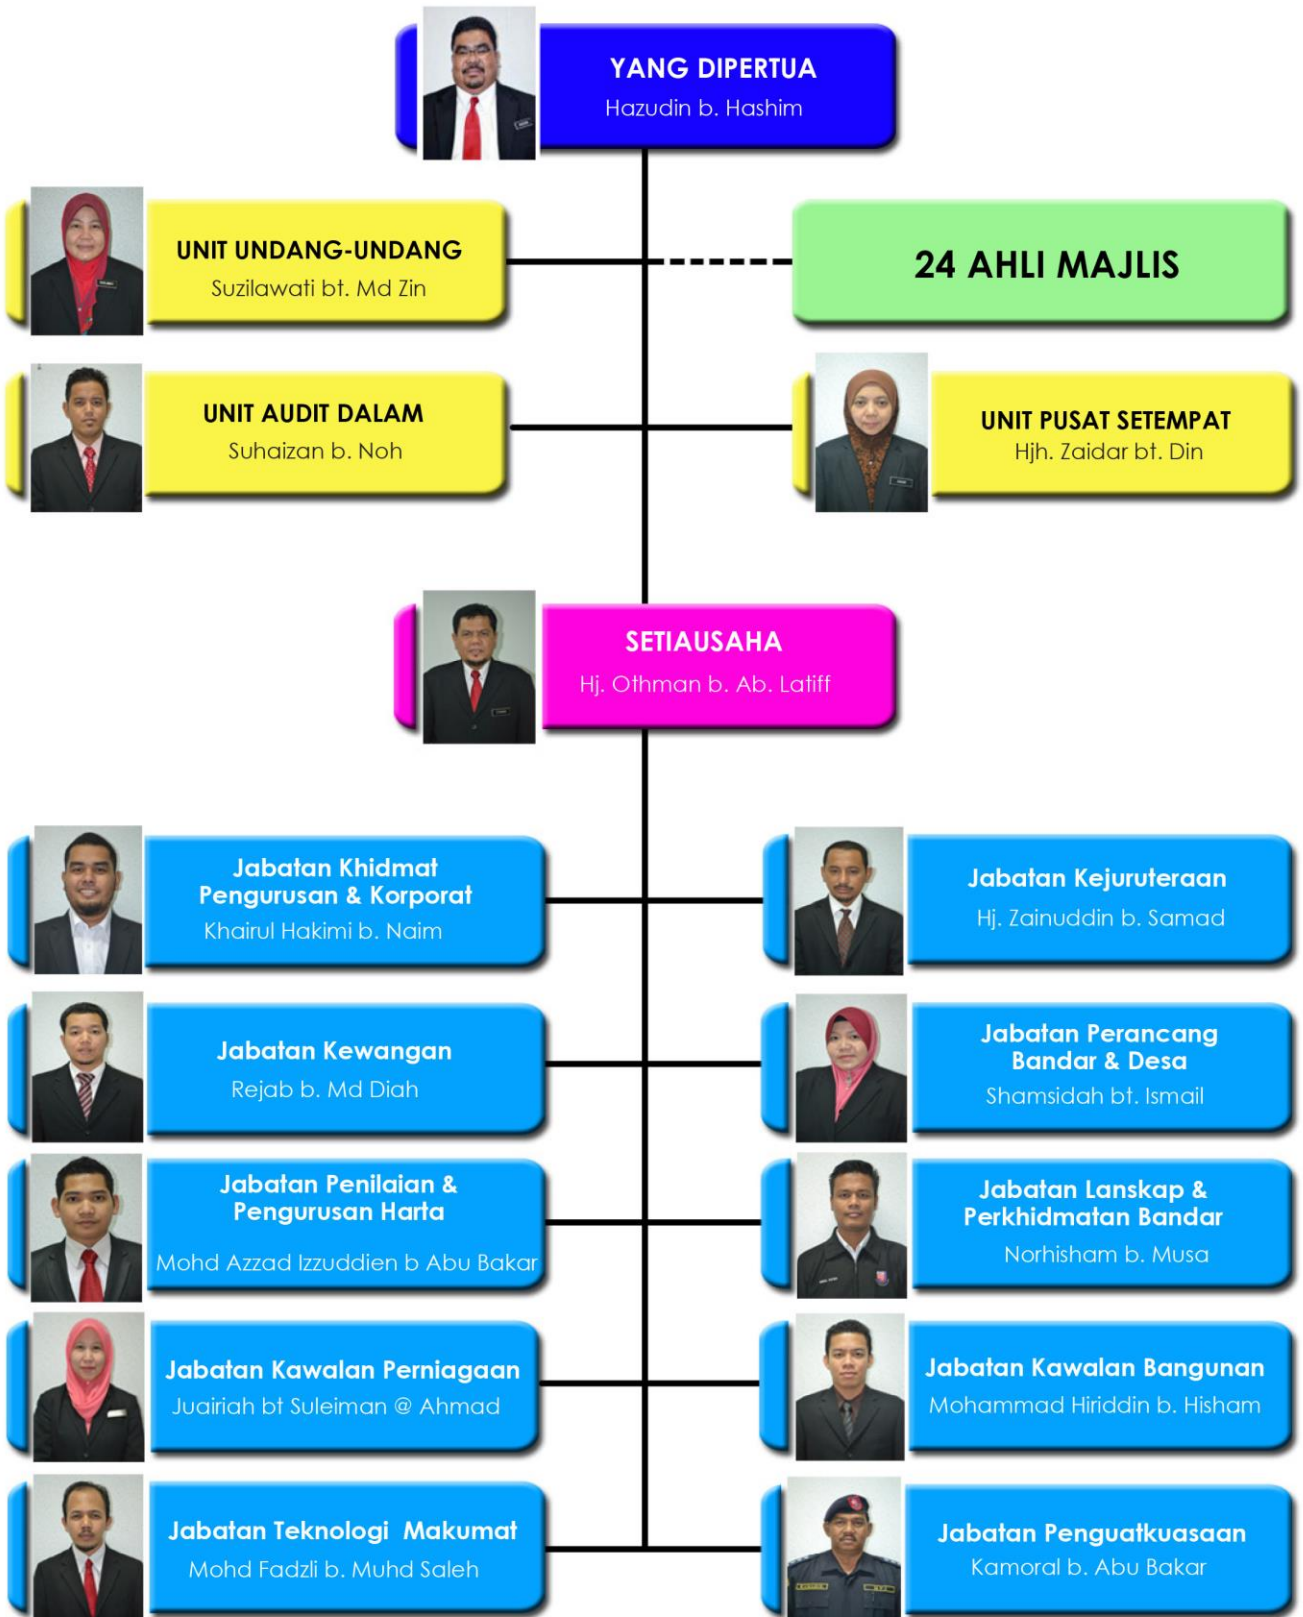 YANG DIPERTUA
Hazudin b. Hashim
UNIT UNDANG-UNDANG
Suzilawati bt. Md Zin
24 AHLI MAJLIS
UNIT AUDIT DALAM
Suhaizan b. Noh
UNIT PUSAT SETEMPAT
Hjh. Zaidar bt. Din
SETIAUSAHA
Hj. Othman b. Ab. Latiff
Jabatan Khidmat
Pengurusan & Korporat
Khairul Hakimi b. Naim
Jabatan Kejuruteraan
Hj. Zainuddin b. Samad
Jabatan Kewangan
Rejab b. Md Diah
Jabatan Perancang
Bandar & Desa
Shamsidah bt. Ismail
Jabatan Penilaian &
Pengurusan Harta
Mohd Azzad Izzuddien b Abu Bakar
Jabatan Lanskap &
Perkhidmatan Bandar
Norhisham b. Musa
Jabatan Kawalan Perniagaan
Juairiah bt Suleiman @ Ahmad
Jabatan Kawalan Bangunan
Mohammad Hiriddin b. Hisham
Jabatan Teknologi Makumat
Mohd Fadzli b. Muhd Saleh
Jabatan Penguatkuasaan
Kamoral b. Abu Bakar